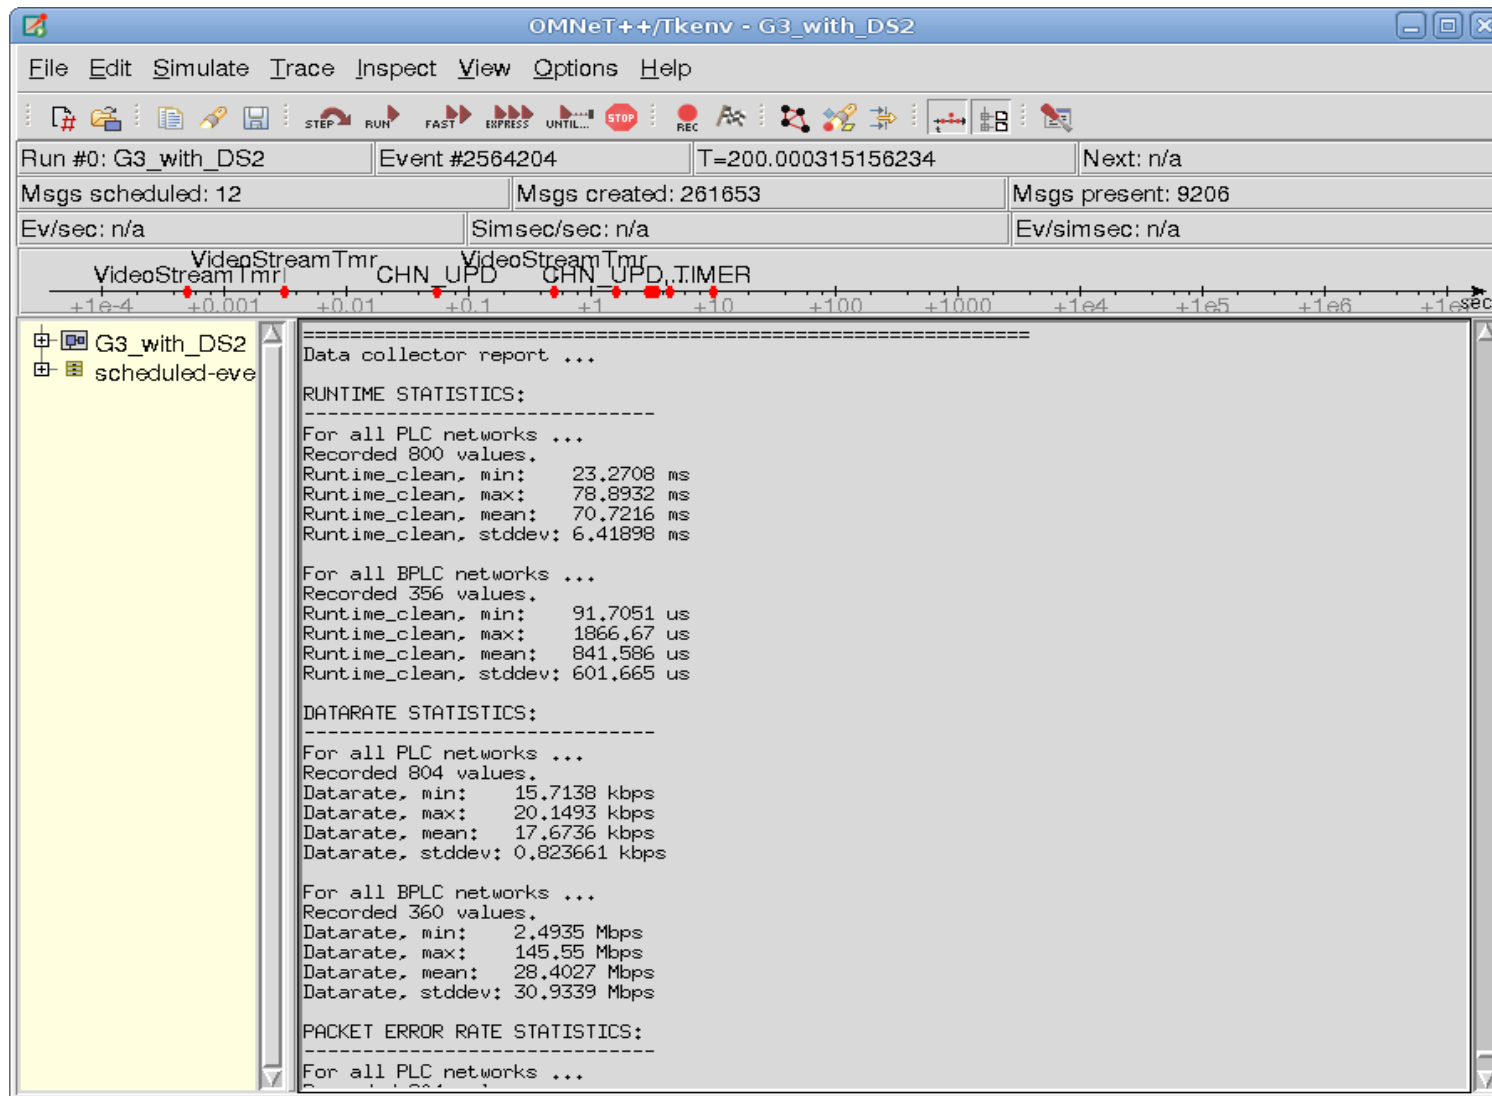 OMNeT++/Tkenv - G3_with_DS2
File Edit Simulate Trace Inspect View Options Help
STEP RUN FAST EXPRESS UNTIL... STOP REC
Run #0: G3_with_DS2 Event #2564204 T=200.000315156234 Next: n/a
Msgs scheduled: 12 Msgs created: 261653 Msgs present: 9206
Ev/sec: n/a Simsec/sec: n/a Ev/simsec: n/a
VideoStreamTmr VideoStreamTmr
VideoStreamTmr CHN_UPD CHN_UPD...TIMER
+1e-4 +0.001 +0.01 +0.1 +1 +10 +100 +1000 +1e4 +1e5 +1e6 sec
G3_with_DS2
scheduled-eve
==============================================================
Data collector report ...
RUNTIME STATISTICS:
------------------------------
For all PLC networks ...
Recorded 800 values.
Runtime_clean, min: 23.2708 ms
Runtime_clean, max: 78.8932 ms
Runtime_clean, mean: 70.7216 ms
Runtime_clean, stddev: 6.41898 ms
For all BPLC networks ...
Recorded 356 values.
Runtime_clean, min: 91.7051 us
Runtime_clean, max: 1866.67 us
Runtime_clean, mean: 841.586 us
Runtime_clean, stddev: 601.665 us
DATARATE STATISTICS:
------------------------------
For all PLC networks ...
Recorded 804 values.
Datarate, min: 15.7138 kbps
Datarate, max: 20.1493 kbps
Datarate, mean: 17.6736 kbps
Datarate, stddev: 0.823661 kbps
For all BPLC networks ...
Recorded 360 values.
Datarate, min: 2.4935 Mbps
Datarate, max: 145.55 Mbps
Datarate, mean: 28.4027 Mbps
Datarate, stddev: 30.9339 Mbps
PACKET ERROR RATE STATISTICS:
------------------------------
For all PLC networks ...